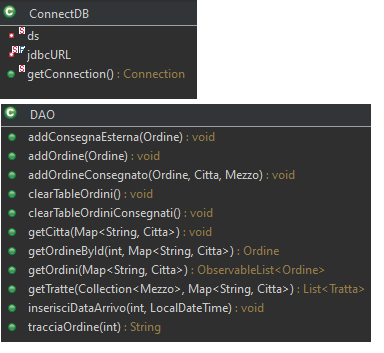 ConnectDB
ds
jdbcURL
getConnection() : Connection
DAO
addConsegnaEsterna(Ordine) : void
addOrdine(Ordine) : void
addOrdineConsegnato(Ordine, Citta, Mezzo) : void
clearTableOrdini() : void
clearTableOrdiniConsegnati() : void
getCitta(Map<String, Citta>) : void
getOrdineById(int, Map<String, Citta>) : Ordine
getOrdini(Map<String, Citta>) : ObservableList<Ordine>
getTratte(Collection<Mezzo>, Map<String, Citta>) : List<Tratta>
inserisciDataArrivo(int, LocalDateTime) : void
tracciaOrdine(int) : String